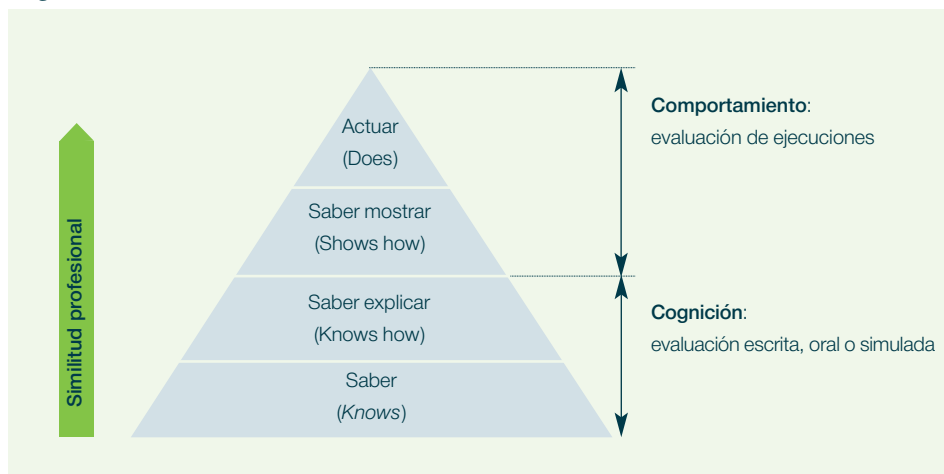 Actuar
(Does)
Saber mostrar
(Shows how)
Saber explicar
(Knows how)
Saber
(Knows)
Similitud profesional
Comportamiento:
evaluación de ejecuciones
Cognición:
evaluación escrita, oral o simulada